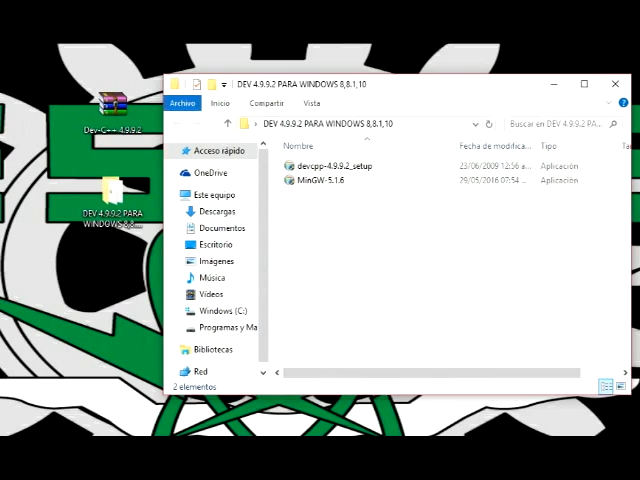 DEV 4.9.9.2 PARA WINDOWS 8,8.1,10
Archivo
Inicio
Compartir
Vista
DEV 4.9.9.2 PARA WINDOWS 8,8.1,10
Buscar en DEV 4.9.9.2 PA...
Nombre
Fecha de modifica...
Tipo
devcpp-4.9.9.2_setup
23/06/2009 12:56 a...
Aplicación
MinGW-5.1.6
29/05/2016 07:54 ...
Aplicación
Acceso rápido
OneDrive
Este equipo
Descargas
Documentos
Escritorio
Imágenes
Música
Vídeos
Windows (C:)
Programas y Ma
Bibliotecas
Red
2 elementos
Dev-C++ 4.9.9.2
DEV 4.9.9.2 PARA
WINDOWS 8,8....